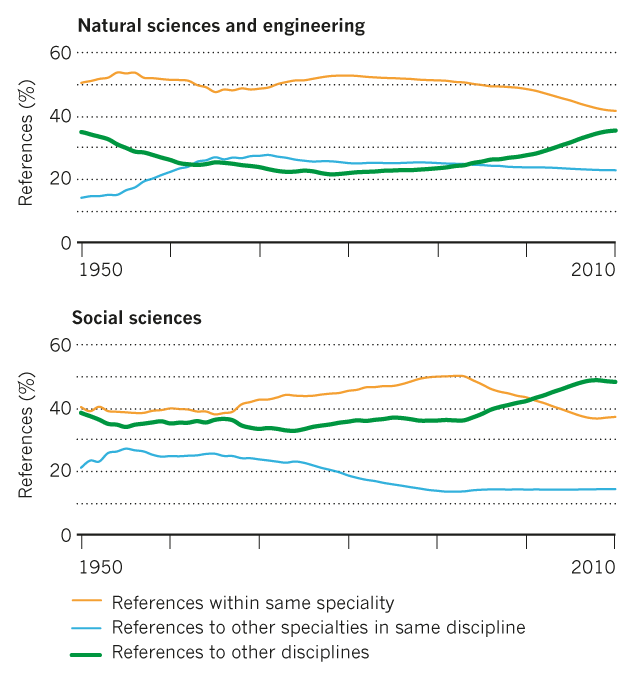 Natural sciences and engineering
References (%)
60
40
20
0
1950
2010
Social sciences
References (%)
60
40
20
0
1950
2010
References within same speciality
References to other specialties in same discipline
References to other disciplines